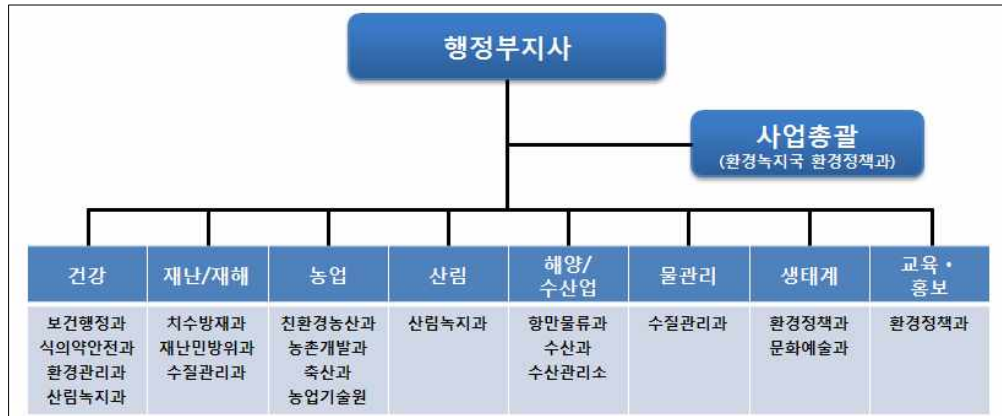 행정부지사
사업총괄
(환경녹지국 환경정책과)
건강
재난/재해
농업
산림
해양/
수산업
물관리
생태계
교육・
홍보
보건행정과
식의약안전과
환경관리과
산림녹지과
치수방재과
재난민방위과
수질관리과
친환경농산과
농촌개발과
축산과
농업기술원
산림녹지과
항만물류과
수산과
수산관리소
수질관리과
환경정책과
문화예술과
환경정책과